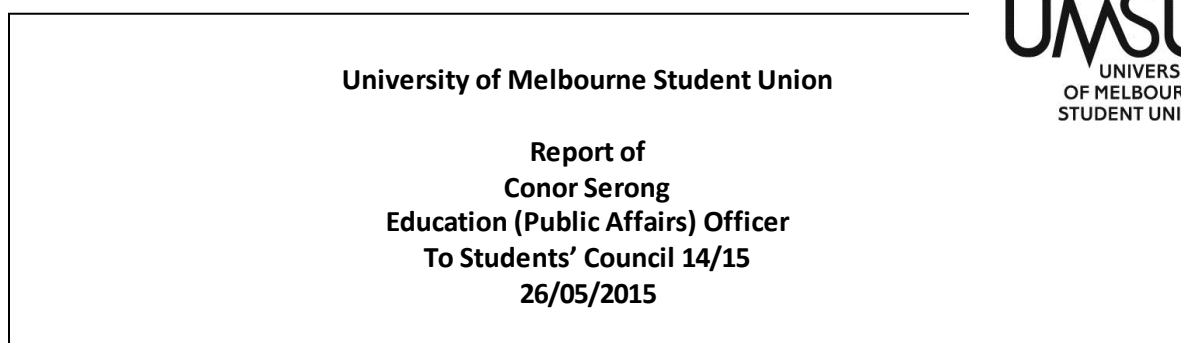 University of Melbourne Student Union
Report of
Conor Serong
Education (Public Affairs) Officer
To Students’ Council 14/15
26/05/2015
UMSU
UNIVERS
OF MELBOUR
STUDENT UNI